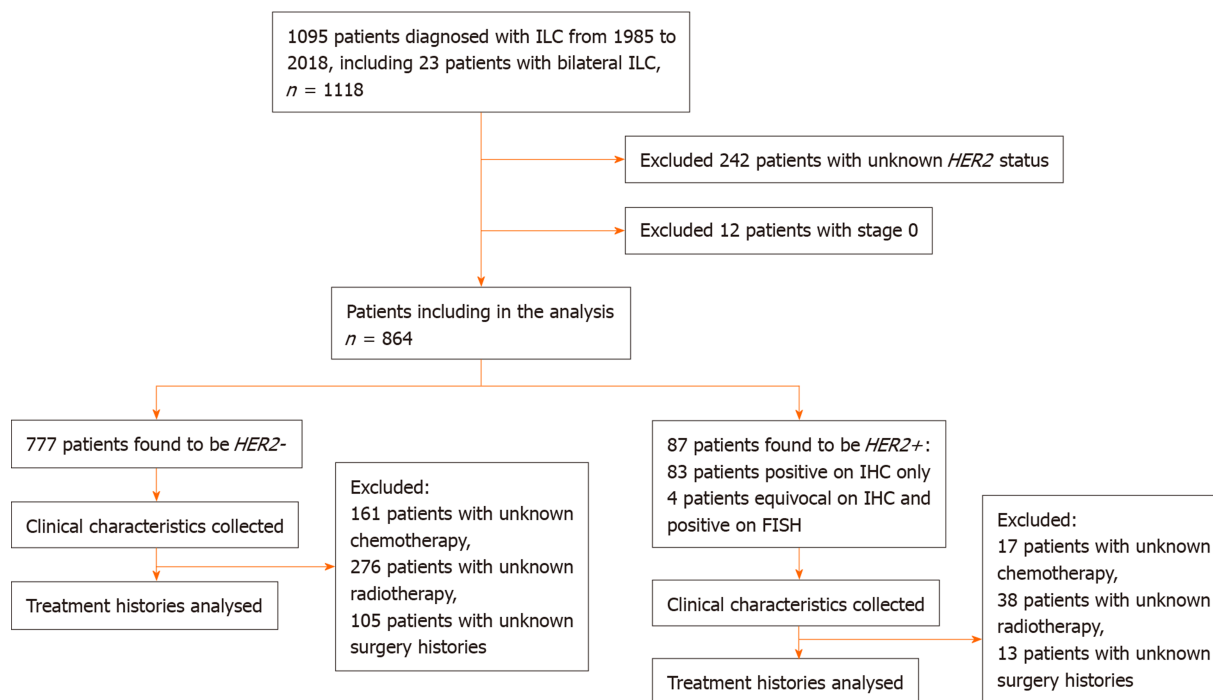 1095 patients diagnosed with ILC from 1985 to
2018, including 23 patients with bilateral ILC,
n = 1118
Excluded 242 patients with unknown HER2 status
Excluded 12 patients with stage 0
Patients including in the analysis
n = 864
777 patients found to be HER2-
Clinical characteristics collected
Treatment histories analysed
Excluded:
161 patients with unknown
chemotherapy,
276 patients with unknown
radiotherapy,
105 patients with unknown
surgery histories
87 patients found to be HER2+:
83 patients positive on IHC only
4 patients equivocal on IHC and
positive on FISH
Clinical characteristics collected
Treatment histories analysed
Excluded:
17 patients with unknown
chemotherapy,
38 patients with unknown
radiotherapy,
13 patients with unknown
surgery histories